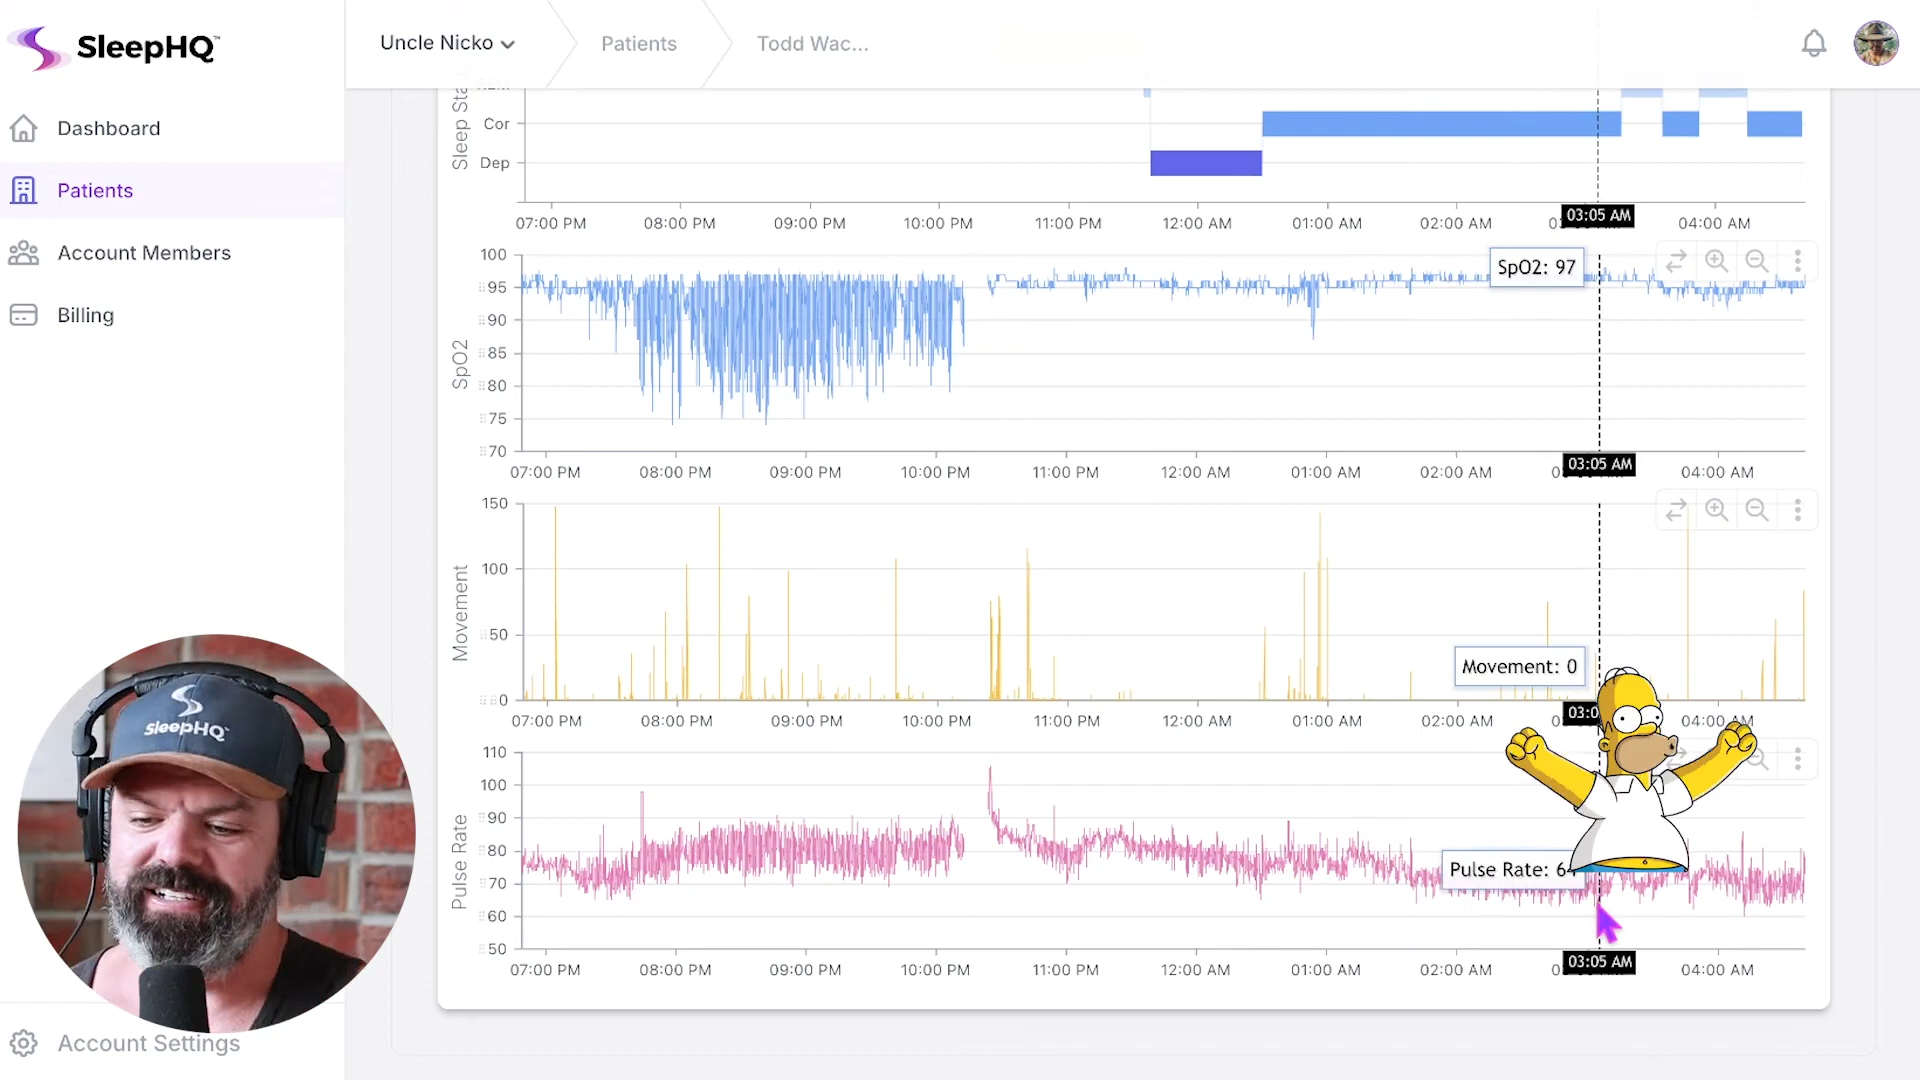 SleepHQ™
Uncle Nicko
Patients
Todd Wac...
Dashboard
Patients
Account Members
Billing
Account Settings
SleepHQ™
Cor
Dep
07:00 PM 08:00 PM 09:00 PM 10:00 PM 11:00 PM 12:00 AM 01:00 AM 02:00 AM 03:05 AM 04:00 AM
SpO2
100
95
90
85
80
75
70
SpO2: 97
07:00 PM 08:00 PM 09:00 PM 10:00 PM 11:00 PM 12:00 AM 01:00 AM 02:00 AM 03:05 AM 04:00 AM
Movement
150
100
50
0
Movement: 0
07:00 PM 08:00 PM 09:00 PM 10:00 PM 11:00 PM 12:00 AM 01:00 AM 02:00 AM 04:00 AM
Pulse Rate
110
100
90
80
70
60
50
Pulse Rate: 64
07:00 PM 08:00 PM 09:00 PM 10:00 PM 11:00 PM 12:00 AM 01:00 AM 02:00 AM 03:05 AM 04:00 AM